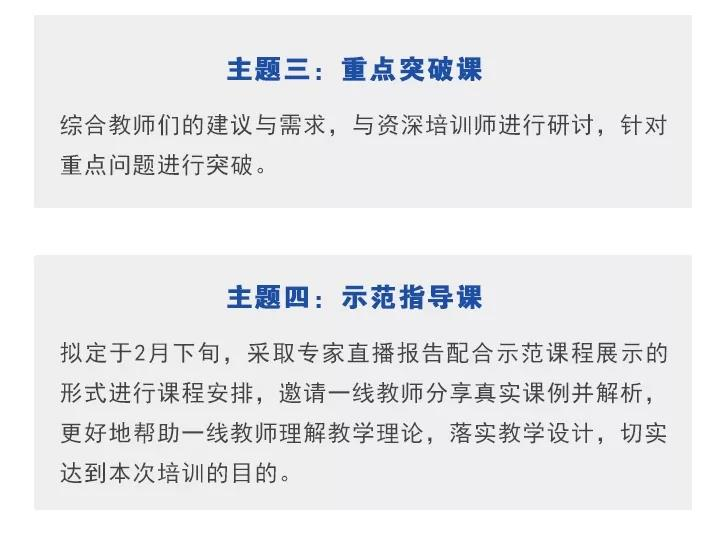 主题三：重点突破课
综合教师们的建议与需求，与资深培训师进行研讨，针对
重点问题进行突破。
主题四：示范指导课
拟定于2月下旬，采取专家直播报告配合示范课程展示的
形式进行课程安排，邀请一线教师分享真实课例并解析，
更好地帮助一线教师理解教学理论，落实教学设计，切实
达到本次培训的目的。